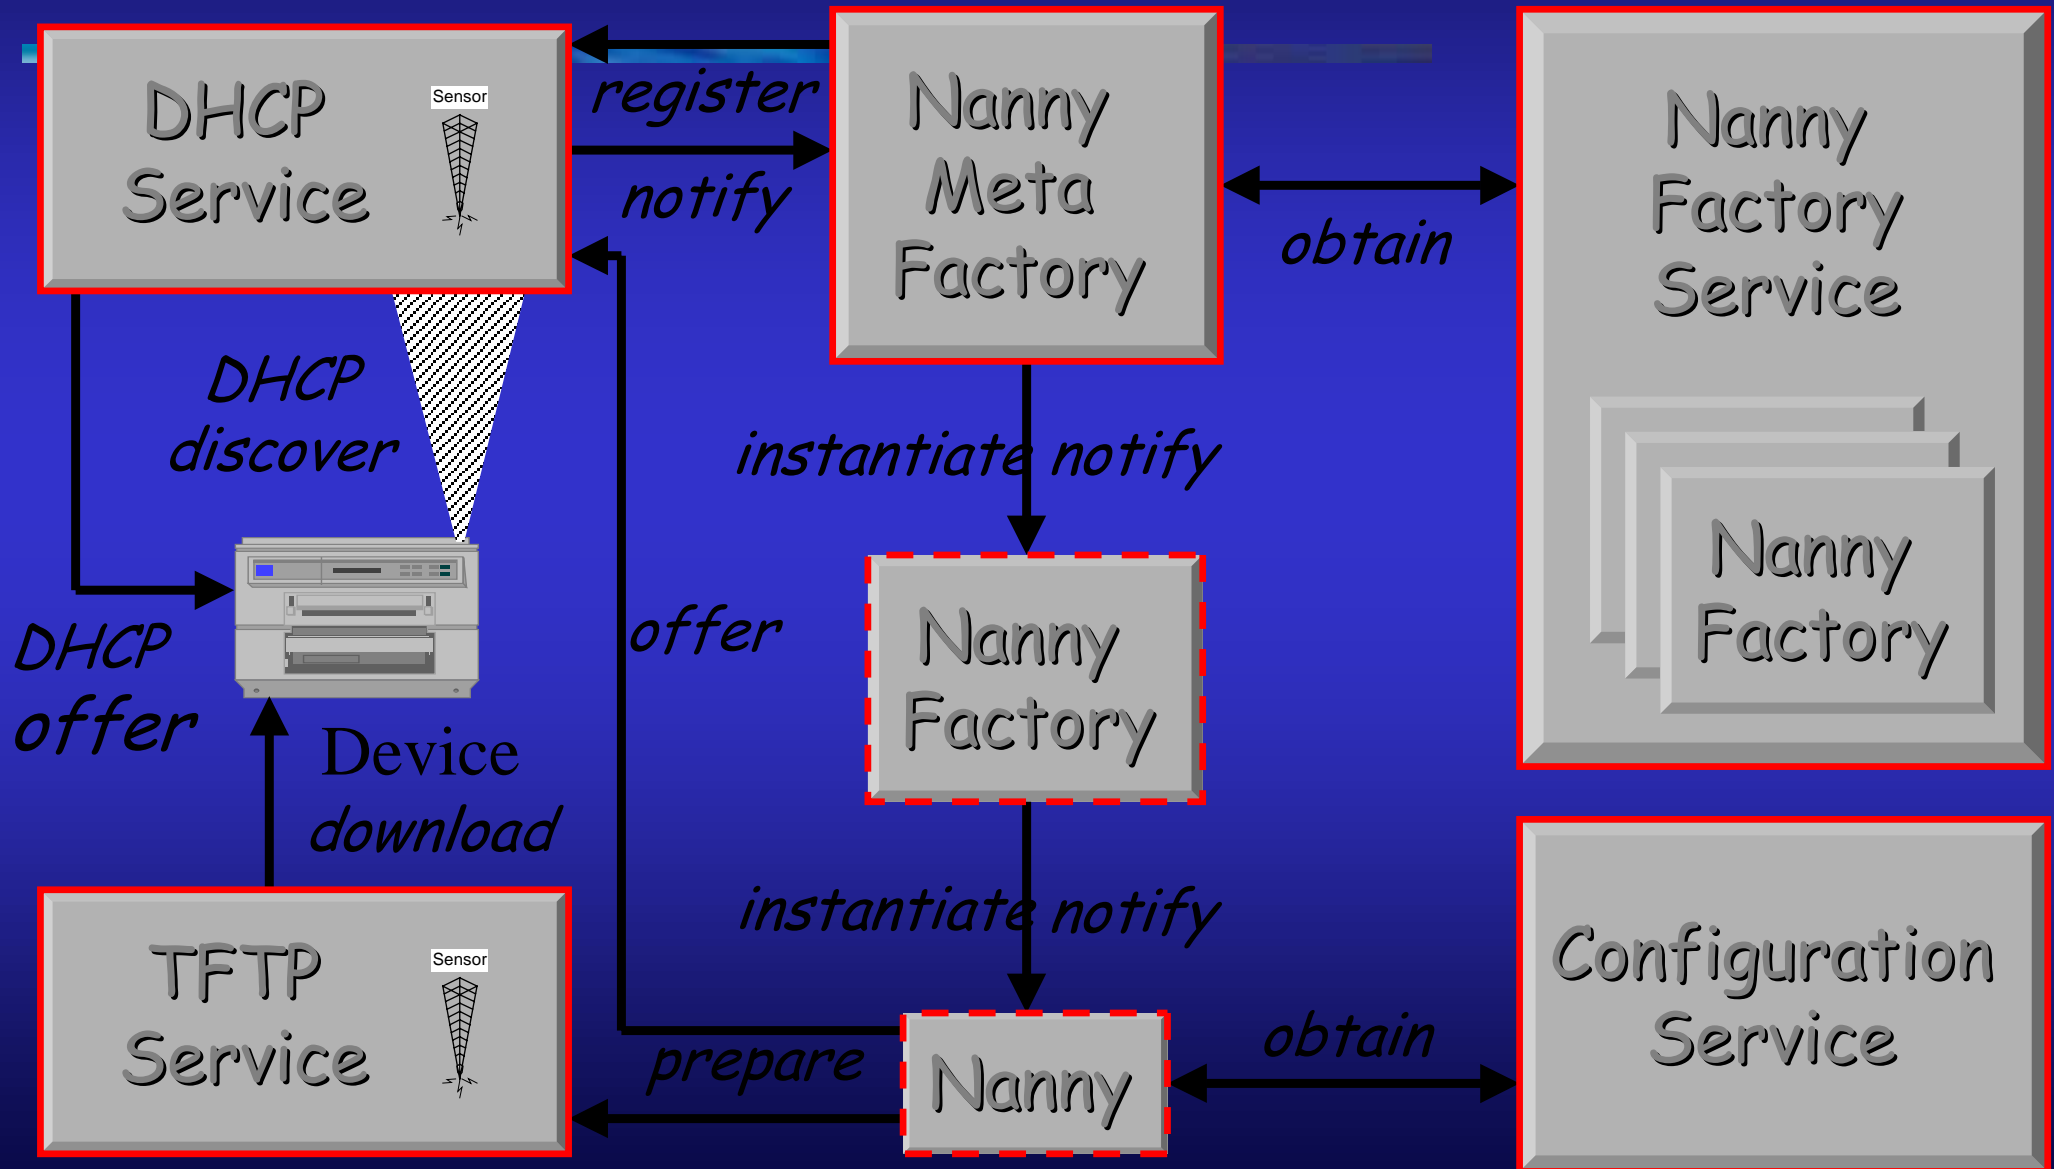 DHCP
Service
Sensor
register
notify
Nanny
Meta
Factory
obtain
Nanny
Factory
Service
Nanny
Factory
DHCP
discover
instantiate notify
DHCP
offer
offer
Nanny
Factory
Device
download
instantiate notify
TFTP
Service
Sensor
prepare
Nanny
obtain
Configuration
Service